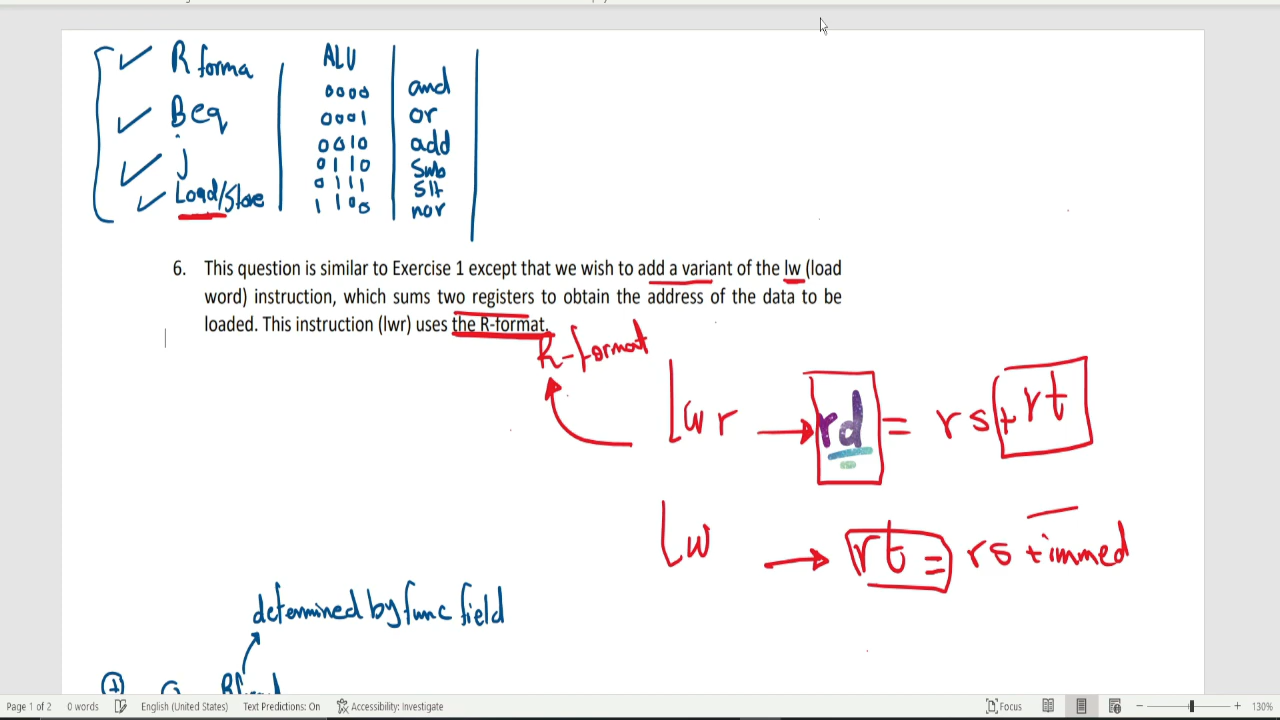 R forma ALU
0000 and
Beq 0001 or
0010 add
j 0110 sub
0111 slt
Load/Store 1100 nor
6. This question is similar to Exercise 1 except that we wish to add a variant of the lw (load
word) instruction, which sums two registers to obtain the address of the data to be
loaded. This instruction (lwr) uses the R-format.
R-format
Lwr → rd = rs + rt
Lw → rt = rs + immed
determined by func field
Page 1 of 2 0 words English (United States) Text Predictions: On Accessibility: Investigate Focus 130%